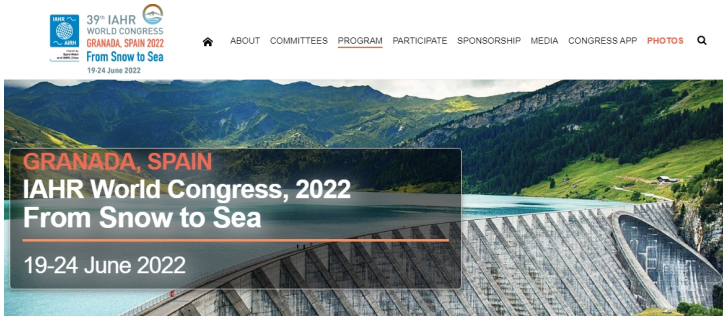 IAHR
AIRH
39th IAHR
WORLD CONGRESS
GRANADA, SPAIN 2022
From Snow to Sea
19-24 June 2022
ABOUT COMMITTEES PROGRAM PARTICIPATE SPONSORSHIP MEDIA CONGRESS APP PHOTOS
GRANADA, SPAIN
IAHR World Congress, 2022
From Snow to Sea
19-24 June 2022